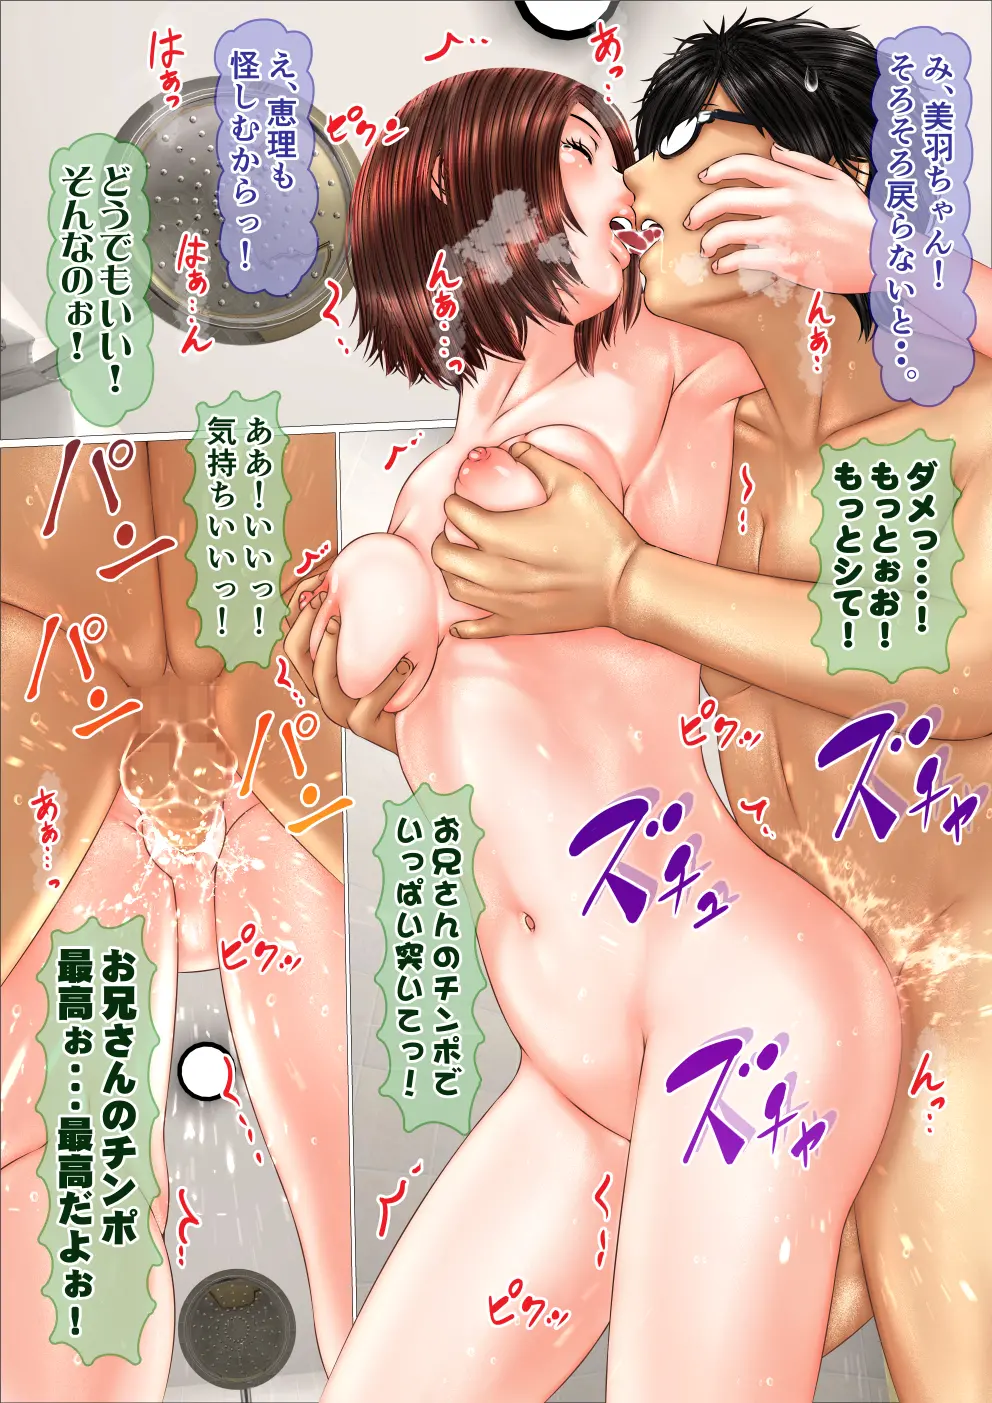 み、美羽ちゃん！
そろそろ戻らないと・・。
え、恵理も
怪しむからっ！
どうでもいい！
そんなのぉ！
ダメっ・・・・！
もっとぉぉ！
もっとシて！
ああ！いいっ！
気持ちいいっ！
お兄さんのチンポで
いっぱい突いてっ！
お兄さんのチンポ
最高ぉ・・・最高だよぉ！
はぁっ
ピクン
あっ・・
はぁ・・ん
んぁ・・・っ
んぁ・・
パン
パン
パン
ピクッ
ズチャ
ズチュ
ズチャ
あぁ・・・っ
ピクッ
んっ・・
ピクッ